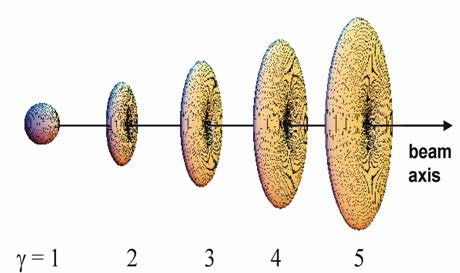 beam
axis
γ = 1 2 3 4 5